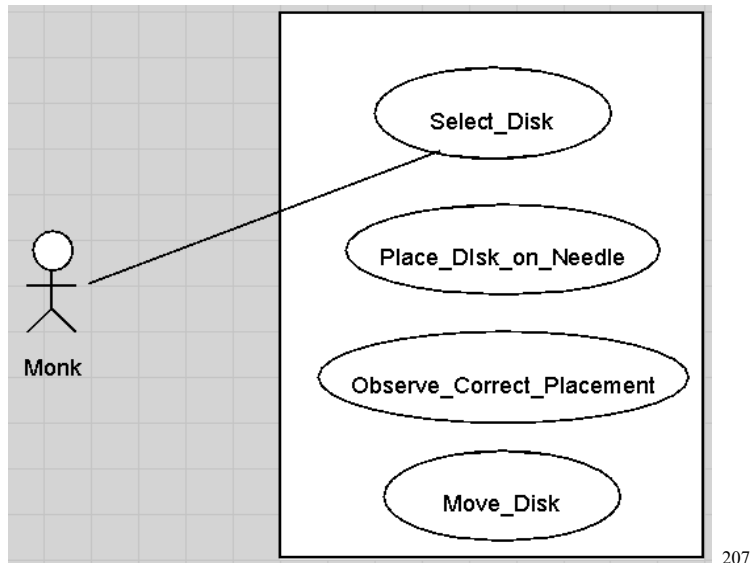 Select_Disk
Place_DIsk_on_Needle
Monk
Observe_Correct_Placement
Move_Disk
207